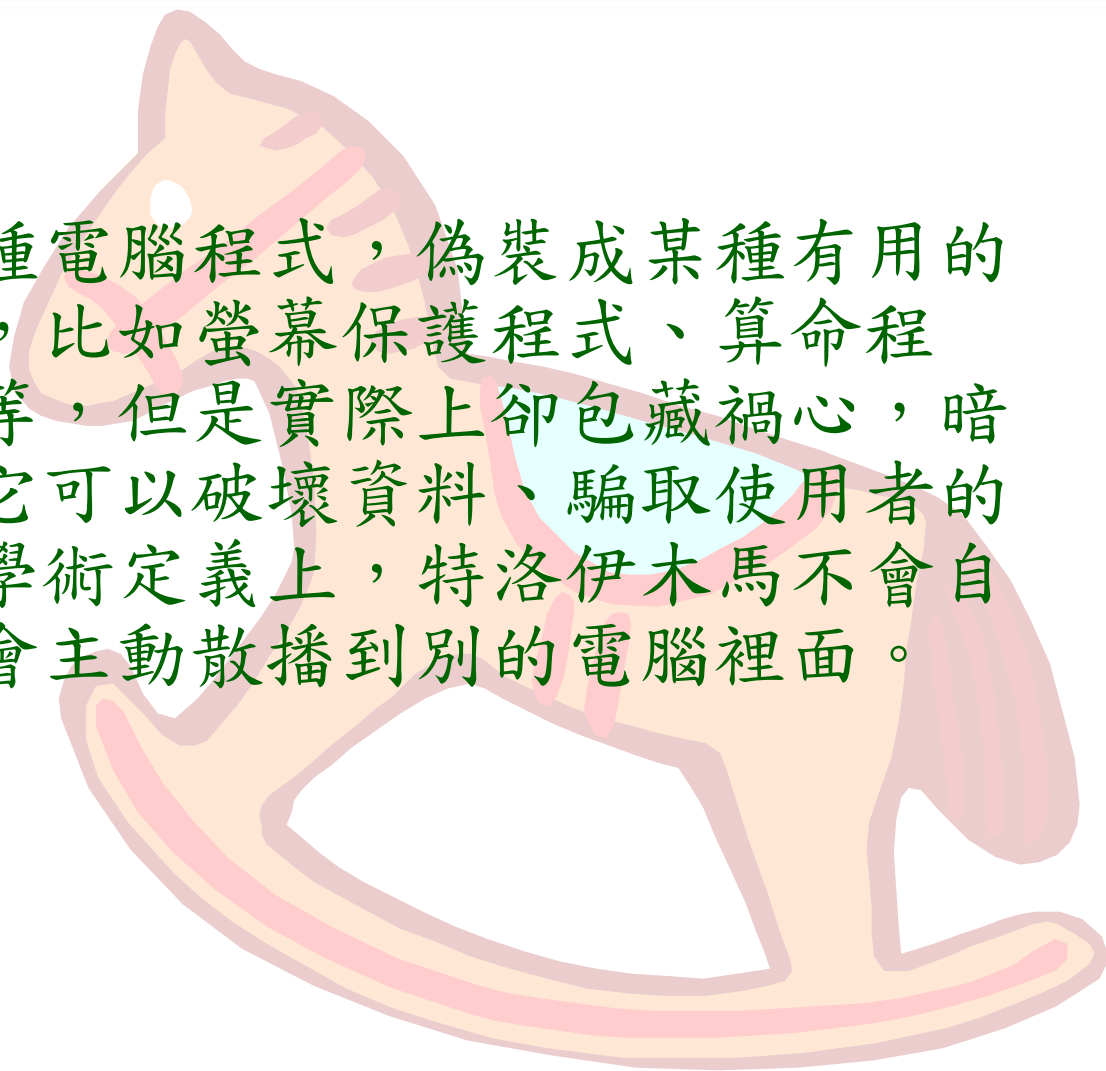 種電腦程式，偽裝成某種有用的
，比如螢幕保護程式、算命程
等，但是實際上卻包藏禍心，暗
它可以破壞資料、騙取使用者的
學術定義上，特洛伊木馬不會自
會主動散播到別的電腦裡面。